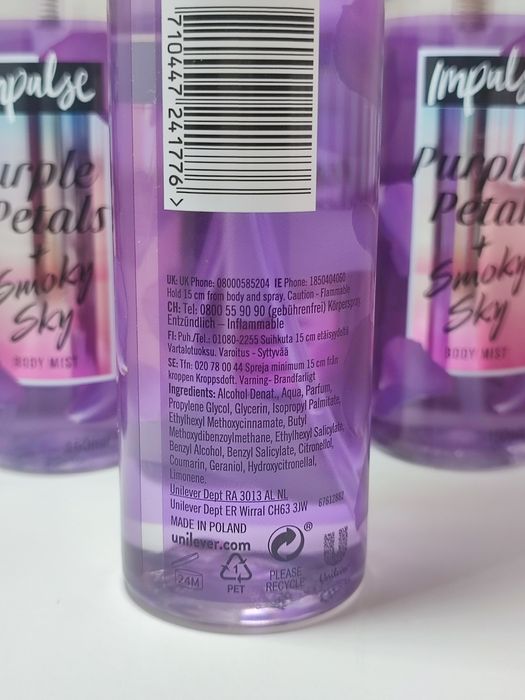 Impulse
Purple
Petals
+
Smoky
Sky
BODY MIST
710447 241776 >
UK: UK Phone: 08000585204 IE Phone: 1850404060
Hold 15 cm from body and spray. Caution - Flammable
CH: Tel: 0800 55 90 90 (gebührenfrei) Körperspray.
Entzündlich – Inflammable
FI: Puh./Tel.: 01080-2255 Suihkuta 15 cm etäisyydeltä
Vartalotuoksu. Varoitus - Syttyvää
SE: Tfn: 020 78 00 44 Spreja minimum 15 cm från
kroppen Kroppsdoft. Varning- Brandfarligt
Ingredients: Alcohol Denat., Aqua, Parfum,
Propylene Glycol, Glycerin, Isopropyl Palmitate,
Ethylhexyl Methoxycinnamate, Butyl
Methoxydibenzoylmethane, Ethylhexyl Salicylate,
Benzyl Alcohol, Benzyl Salicylate, Citronellol,
Coumarin, Geraniol, Hydroxycitronellal,
Limonene.
Unilever Dept RA 3013 AL NL
Unilever Dept ER Wirral CH63 3JW 67612882
MADE IN POLAND
unilever.com
24M
1
PET
®
PLEASE
RECYCLE
Unilever
Impulse
Purple
Petals
+
Smoky
Sky
BODY MIST